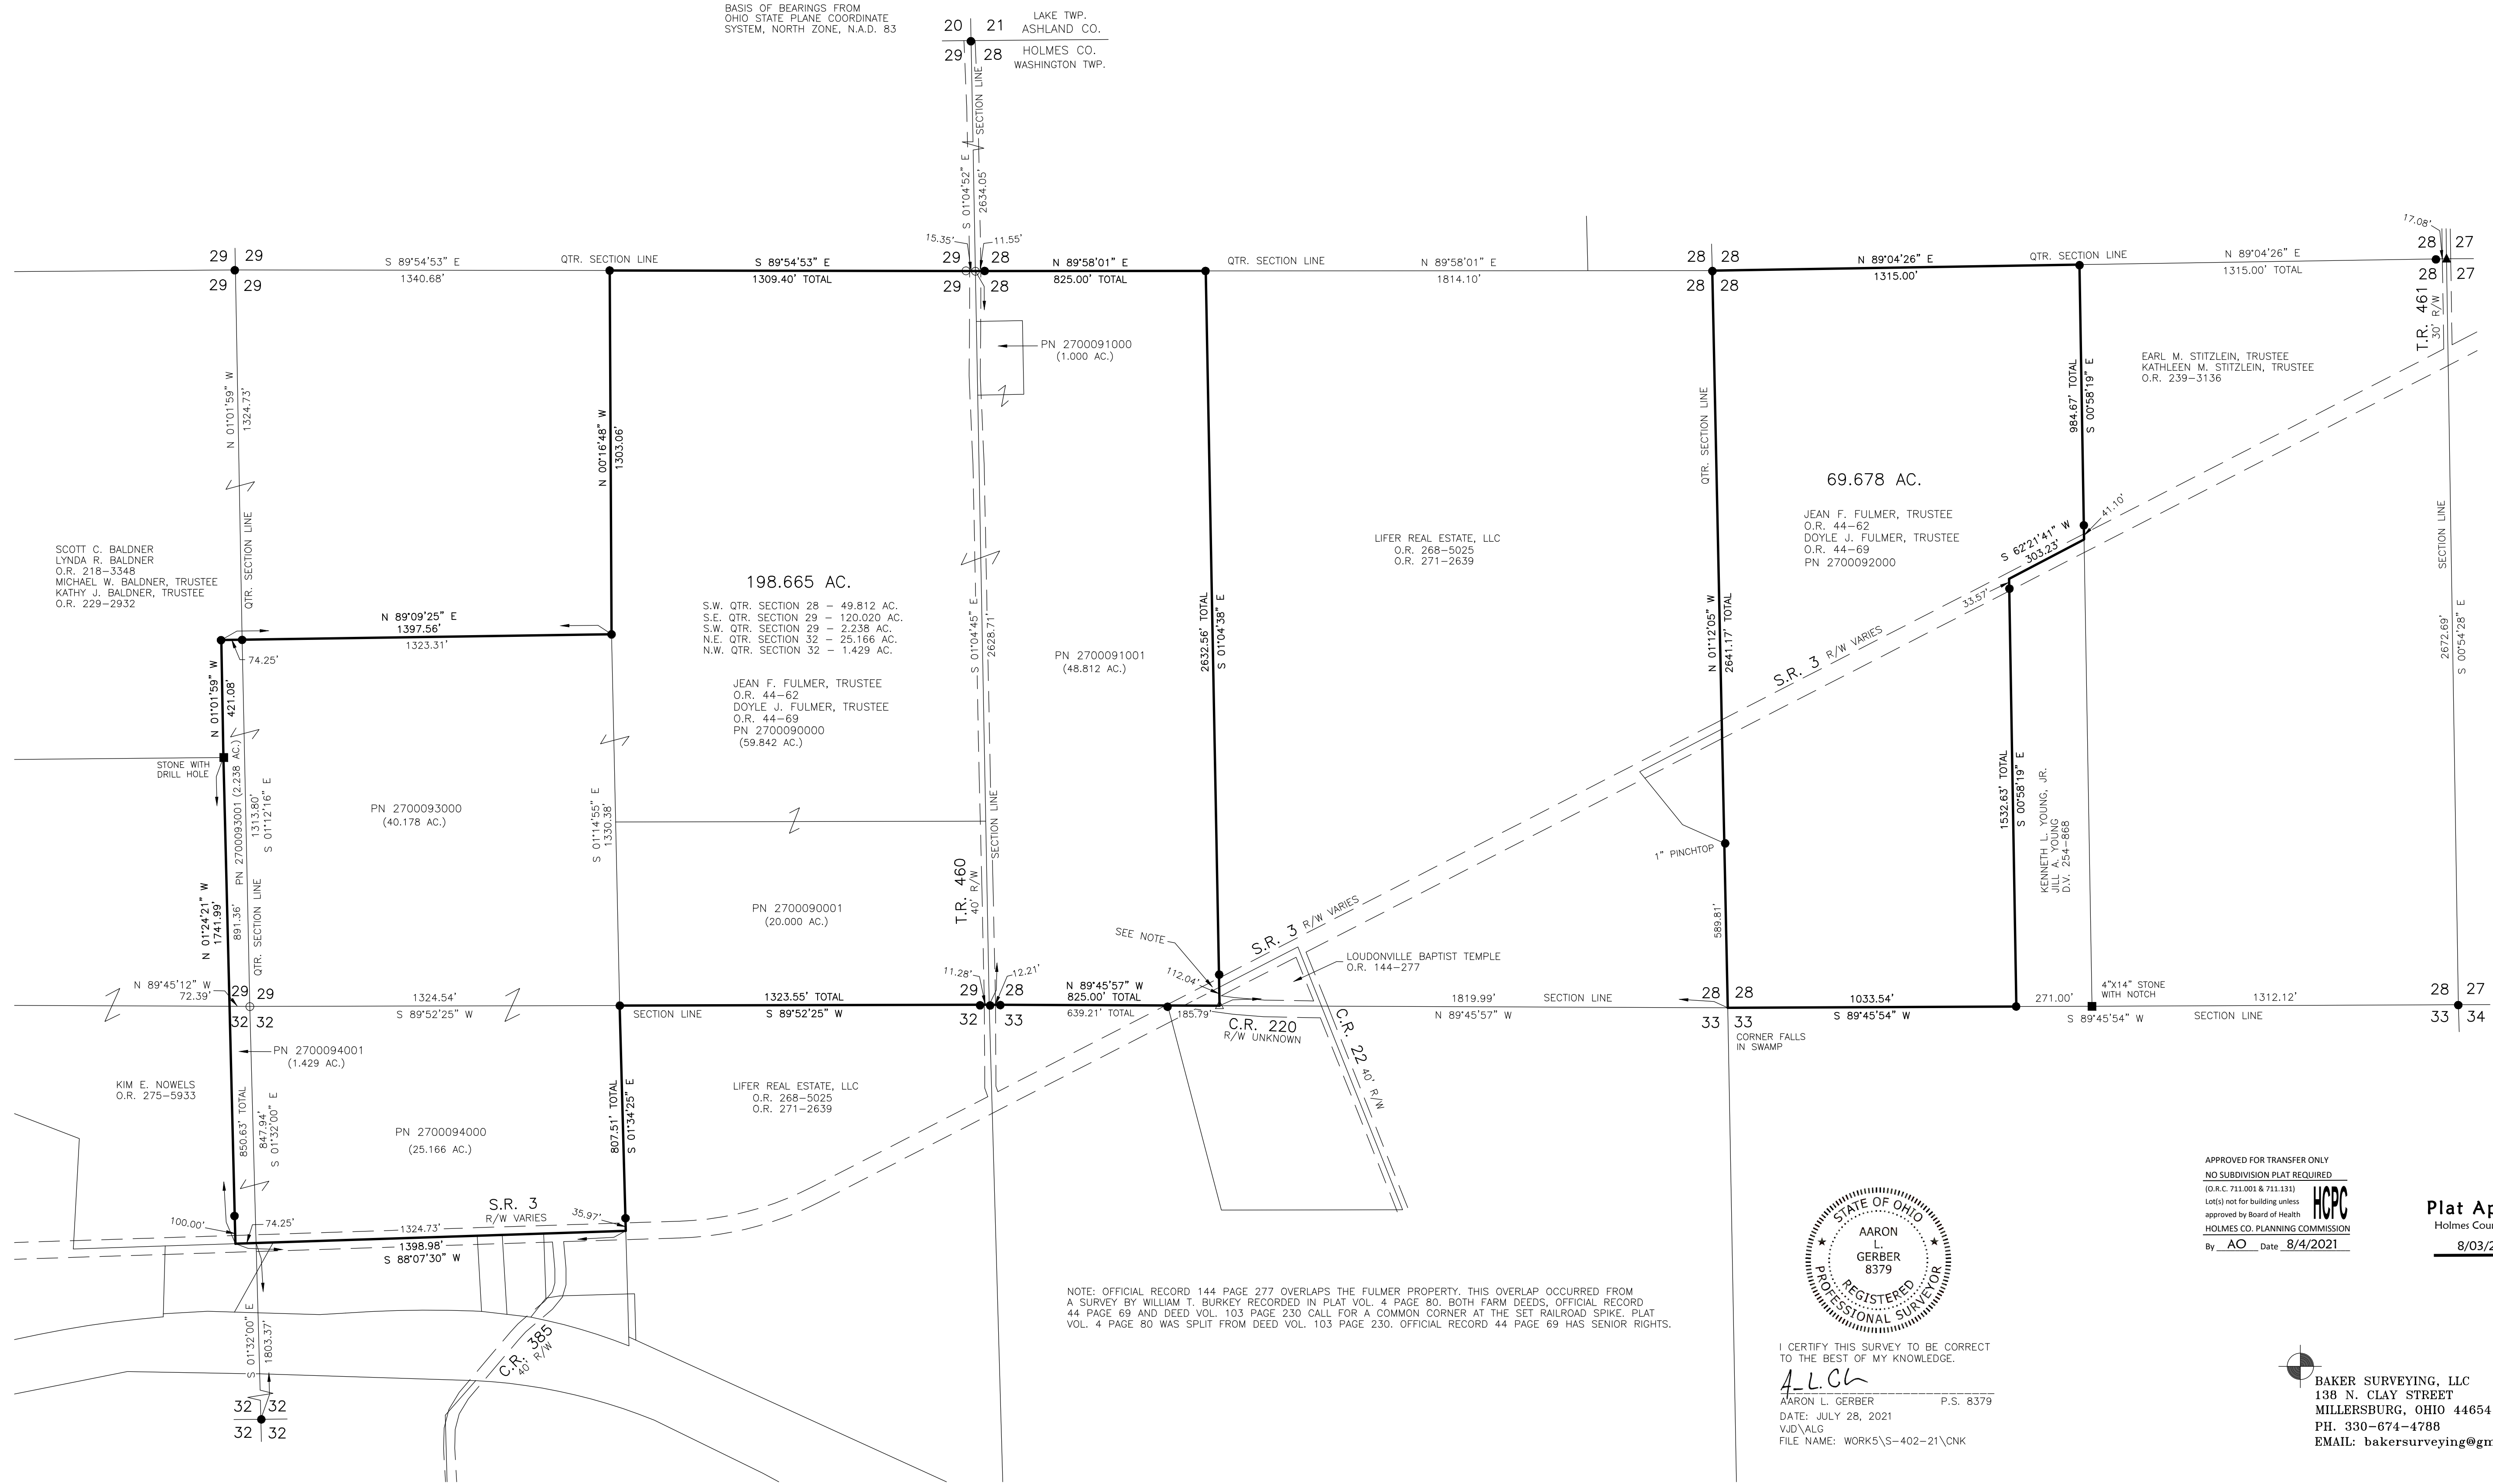 BASIS OF BEARINGS FROM
OHIO STATE PLANE COORDINATE
SYSTEM, NORTH ZONE, N.A.D. 83
20 21
LAKE TWP.
ASHLAND CO.
29 28
HOLMES CO.
WASHINGTON TWP.
SECTION LINE
S 01°04'52" E
2634.05'
17.08'
15.35'
11.55'
29 29
29 29
S 89°54'53" E
1340.68'
QTR. SECTION LINE
S 89°54'53" E
1309.40' TOTAL
29 28
29 28
N 89°58'01" E
825.00' TOTAL
QTR. SECTION LINE
N 89°58'01" E
1814.10'
28 28
28 28
N 89°04'26" E
1315.00'
QTR. SECTION LINE
N 89°04'26" E
1315.00' TOTAL
28 27
28 27
T.R. 461
30' R/W
PN 2700091000
(1.000 AC.)
EARL M. STITZLEIN, TRUSTEE
KATHLEEN M. STITZLEIN, TRUSTEE
O.R. 239-3136
N 01°01'59" W
1324.73'
QTR. SECTION LINE
N 00°16'48" W
1303.06'
QTR. SECTION LINE
984.67' TOTAL
S 00°58'19" E
69.678 AC.
JEAN F. FULMER, TRUSTEE
O.R. 44-62
DOYLE J. FULMER, TRUSTEE
O.R. 44-69
PN 2700092000
41.10'
S 62°21'41" W
303.23'
33.57'
SECTION LINE
2672.69'
S 00°54'28" E
LIFER REAL ESTATE, LLC
O.R. 268-5025
O.R. 271-2639
SCOTT C. BALDNER
LYNDA R. BALDNER
O.R. 218-3348
MICHAEL W. BALDNER, TRUSTEE
KATHY J. BALDNER, TRUSTEE
O.R. 229-2932
198.665 AC.
S.W. QTR. SECTION 28 - 49.812 AC.
S.E. QTR. SECTION 29 - 120.020 AC.
S.W. QTR. SECTION 29 - 2.238 AC.
N.E. QTR. SECTION 32 - 25.166 AC.
N.W. QTR. SECTION 32 - 1.429 AC.
JEAN F. FULMER, TRUSTEE
O.R. 44-62
DOYLE J. FULMER, TRUSTEE
O.R. 44-69
PN 2700090000
(59.842 AC.)
N 89°09'25" E
1397.56'
1323.31'
74.25'
S 01°04'45" E
2628.71'
PN 2700091001
(48.812 AC.)
2632.56' TOTAL
S 01°04'38" E
N 01°12'05" W
2641.17' TOTAL
S.R. 3 R/W VARIES
N 01°01'59" W
421.08'
STONE WITH
DRILL HOLE
PN 2700093001 (2.238 AC.)
1313.80'
S 01°12'16" E
PN 2700093000
(40.178 AC.)
S 01°14'55" E
1330.38'
SECTION LINE
1532.63' TOTAL
S 00°58'19" E
KENNETH L. YOUNG, JR.
JILL A. YOUNG
D.V. 254-868
1" PINCHTOP
N 01°24'21" W
1741.99'
891.36'
QTR. SECTION LINE
PN 2700090001
(20.000 AC.)
T.R. 460
40' R/W
589.81'
SEE NOTE
S.R. 3 R/W VARIES
LOUDONVILLE BAPTIST TEMPLE
O.R. 144-277
N 89°45'12" W
72.39'
29 29
32 32
1324.54'
S 89°52'25" W
1323.55' TOTAL
SECTION LINE
S 89°52'25" W
11.28'
12.21'
29 28
32 33
N 89°45'57" W
825.00' TOTAL
639.21' TOTAL
112.04'
185.79'
C.R. 220
R/W UNKNOWN
C.R. 22 40' R/W
1819.99'
SECTION LINE
N 89°45'57" W
28 28
33 33
CORNER FALLS
IN SWAMP
1033.54'
S 89°45'54" W
271.00'
4"X14" STONE
WITH NOTCH
S 89°45'54" W
1312.12'
SECTION LINE
28 27
33 34
PN 2700094001
(1.429 AC.)
KIM E. NOWELS
O.R. 275-5933
850.63' TOTAL
847.94'
S 01°32'00" E
PN 2700094000
(25.166 AC.)
807.51' TOTAL
S 01°34'25" E
LIFER REAL ESTATE, LLC
O.R. 268-5025
O.R. 271-2639
100.00'
74.25'
S.R. 3
R/W VARIES
35.97'
1324.73'
1398.98'
S 88°07'30" W
C.R. 385
40' R/W
S 01°32'00" E
1803.37'
32 32
32 32
NOTE: OFFICIAL RECORD 144 PAGE 277 OVERLAPS THE FULMER PROPERTY. THIS OVERLAP OCCURRED FROM
A SURVEY BY WILLIAM T. BURKEY RECORDED IN PLAT VOL. 4 PAGE 80. BOTH FARM DEEDS, OFFICIAL RECORD
44 PAGE 69 AND DEED VOL. 103 PAGE 230 CALL FOR A COMMON CORNER AT THE SET RAILROAD SPIKE. PLAT
VOL. 4 PAGE 80 WAS SPLIT FROM DEED VOL. 103 PAGE 230. OFFICIAL RECORD 44 PAGE 69 HAS SENIOR RIGHTS.
STATE OF OHIO
AARON
L.
GERBER
8379
REGISTERED
PROFESSIONAL SURVEYOR
I CERTIFY THIS SURVEY TO BE CORRECT
TO THE BEST OF MY KNOWLEDGE.
AARON L. GERBER P.S. 8379
DATE: JULY 28, 2021
VJD\ALG
FILE NAME: WORK5\S-402-21\CNK
APPROVED FOR TRANSFER ONLY
NO SUBDIVISION PLAT REQUIRED
(O.R.C. 711.001 & 711.131)
Lot(s) not for building unless
approved by Board of Health
HCPC
HOLMES CO. PLANNING COMMISSION
By AO Date 8/4/2021
Plat Ap
Holmes Cou
8/03/2
BAKER SURVEYING, LLC
138 N. CLAY STREET
MILLERSBURG, OHIO 44654
PH. 330-674-4788
EMAIL: bakersurveying@gm